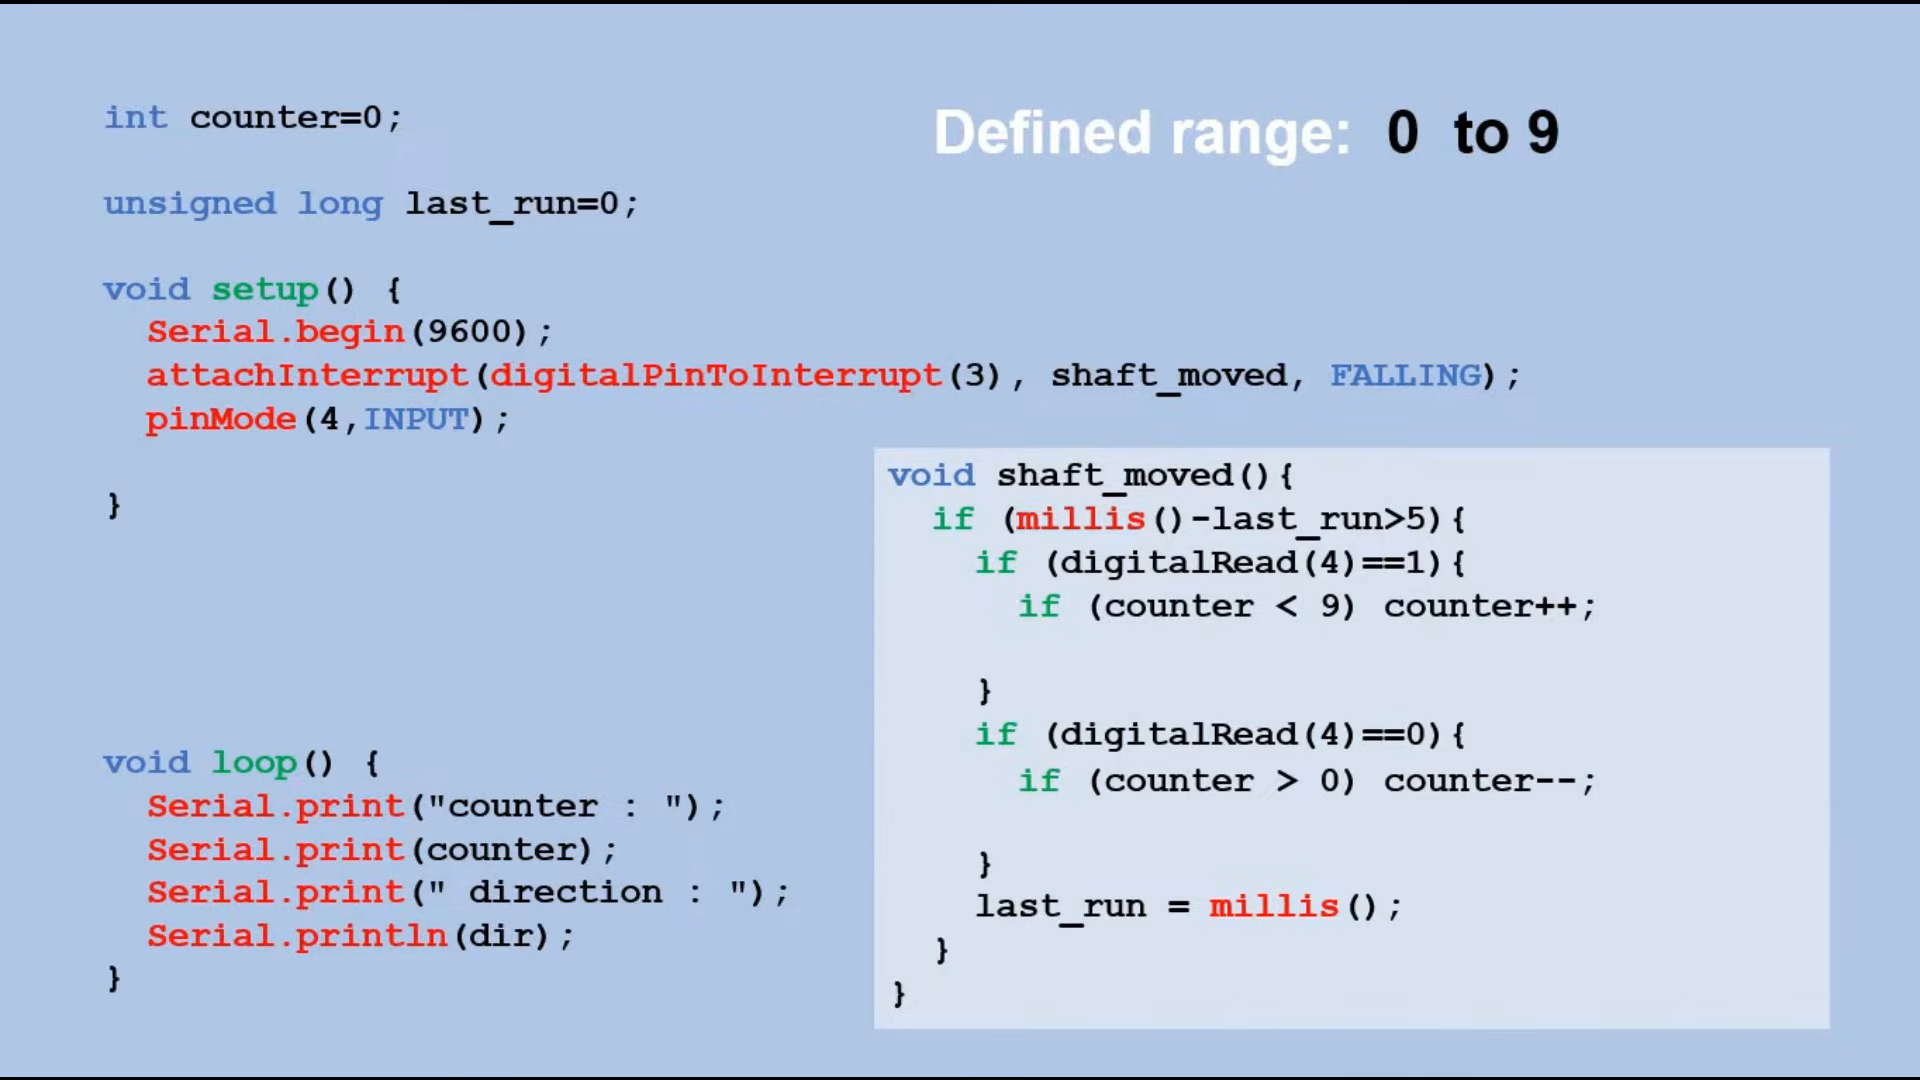 int counter=0;
Defined range: 0 to 9
unsigned long last_run=0;
void setup() {
  Serial.begin(9600);
  attachInterrupt(digitalPinToInterrupt(3), shaft_moved, FALLING);
  pinMode(4,INPUT);
}
void loop() {
  Serial.print("counter : ");
  Serial.print(counter);
  Serial.print(" direction : ");
  Serial.println(dir);
}
void shaft_moved(){
  if (millis()-last_run>5){
    if (digitalRead(4)==1){
      if (counter < 9) counter++;
    }
    if (digitalRead(4)==0){
      if (counter > 0) counter--;
    }
    last_run = millis();
  }
}